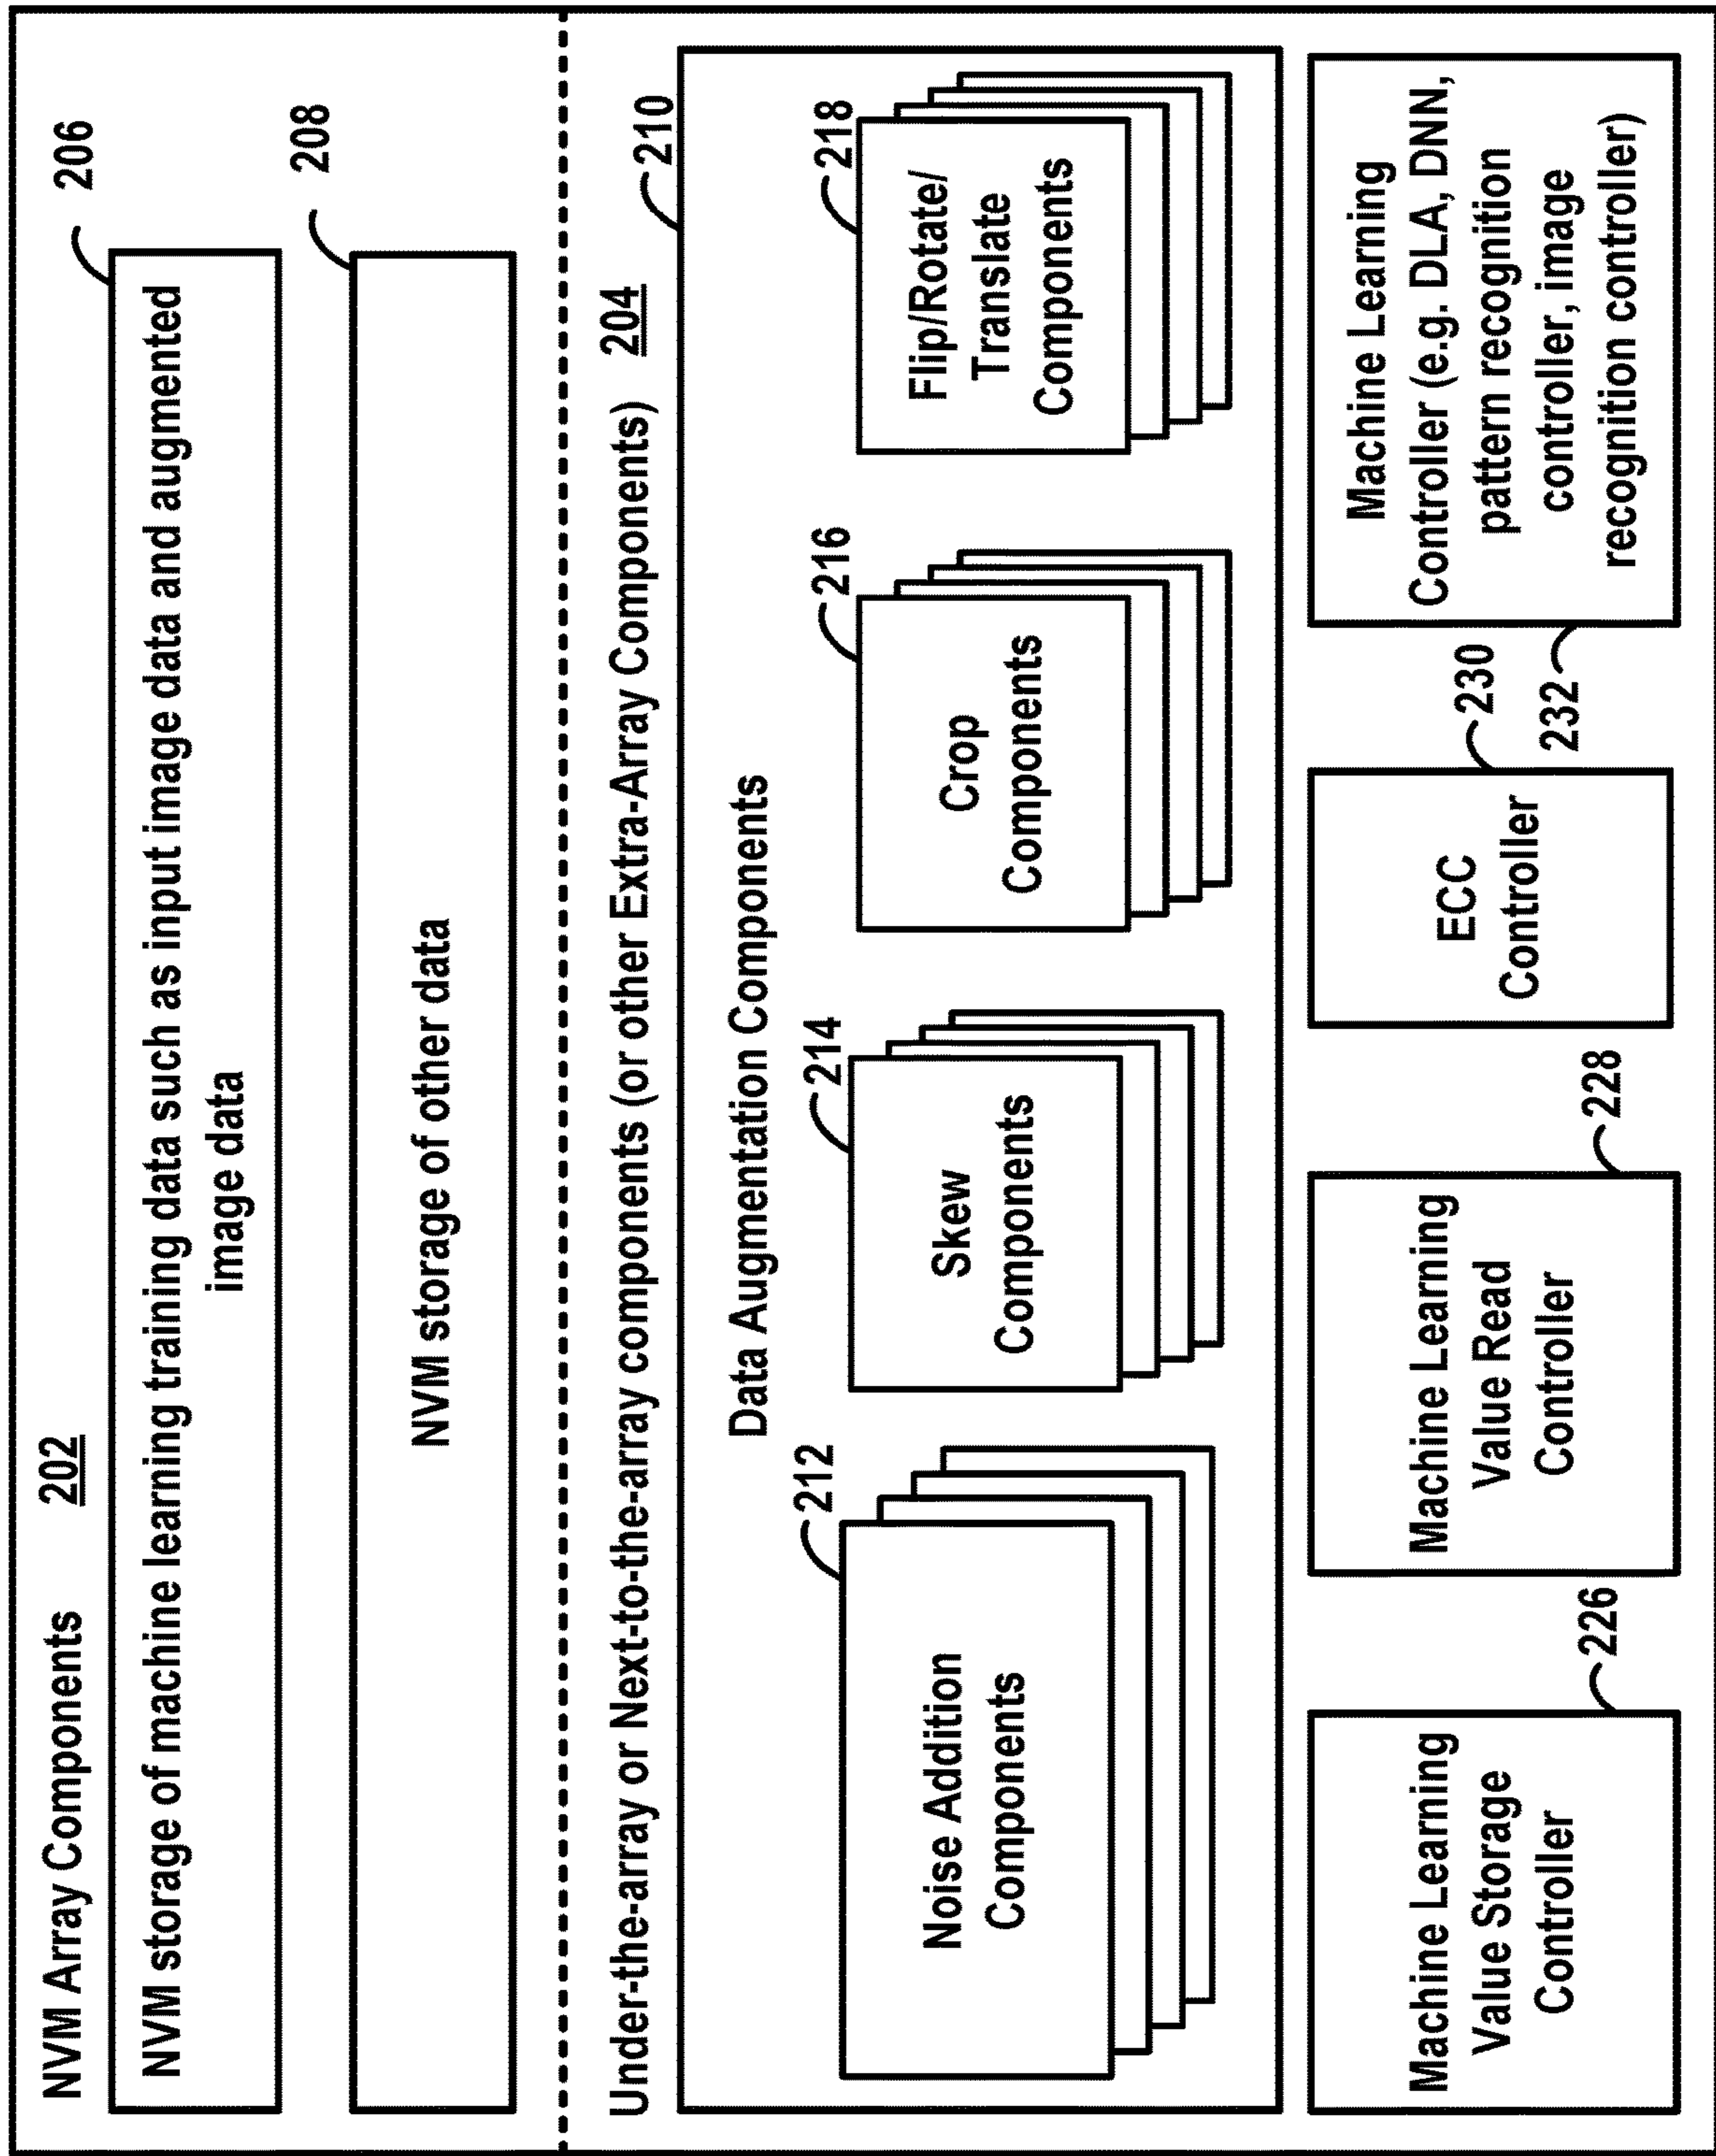 NVM Array Components 202
206
NVM storage of machine learning training data such as input image data and augmented
image data
208
NVM storage of other data
Under-the-array or Next-to-the-array components (or other Extra-Array Components) 204
210
Data Augmentation Components
212
Noise Addition
Components
214
Skew
Components
216
Crop
Components
218
Flip/Rotate/
Translate
Components
Machine Learning
Value Storage
Controller
226
Machine Learning
Value Read
Controller
228
ECC
Controller
230
232
Machine Learning
Controller (e.g. DLA, DNN,
pattern recognition
controller, image
recognition controller)